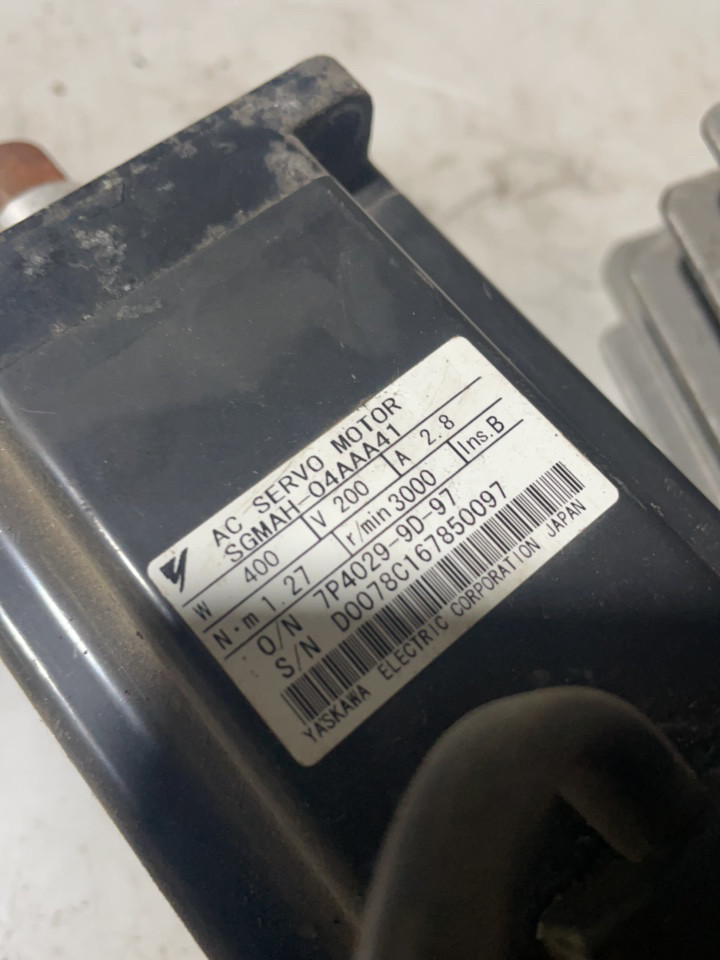 AC SERVO MOTOR
SGMAH-04AAA41
W 400 V 200 A 2.8
N·m 1.27 r/min 3000 Ins.B
O/N 7P4029-9D-97
S/N D0078C167850097
YASKAWA ELECTRIC CORPORATION JAPAN